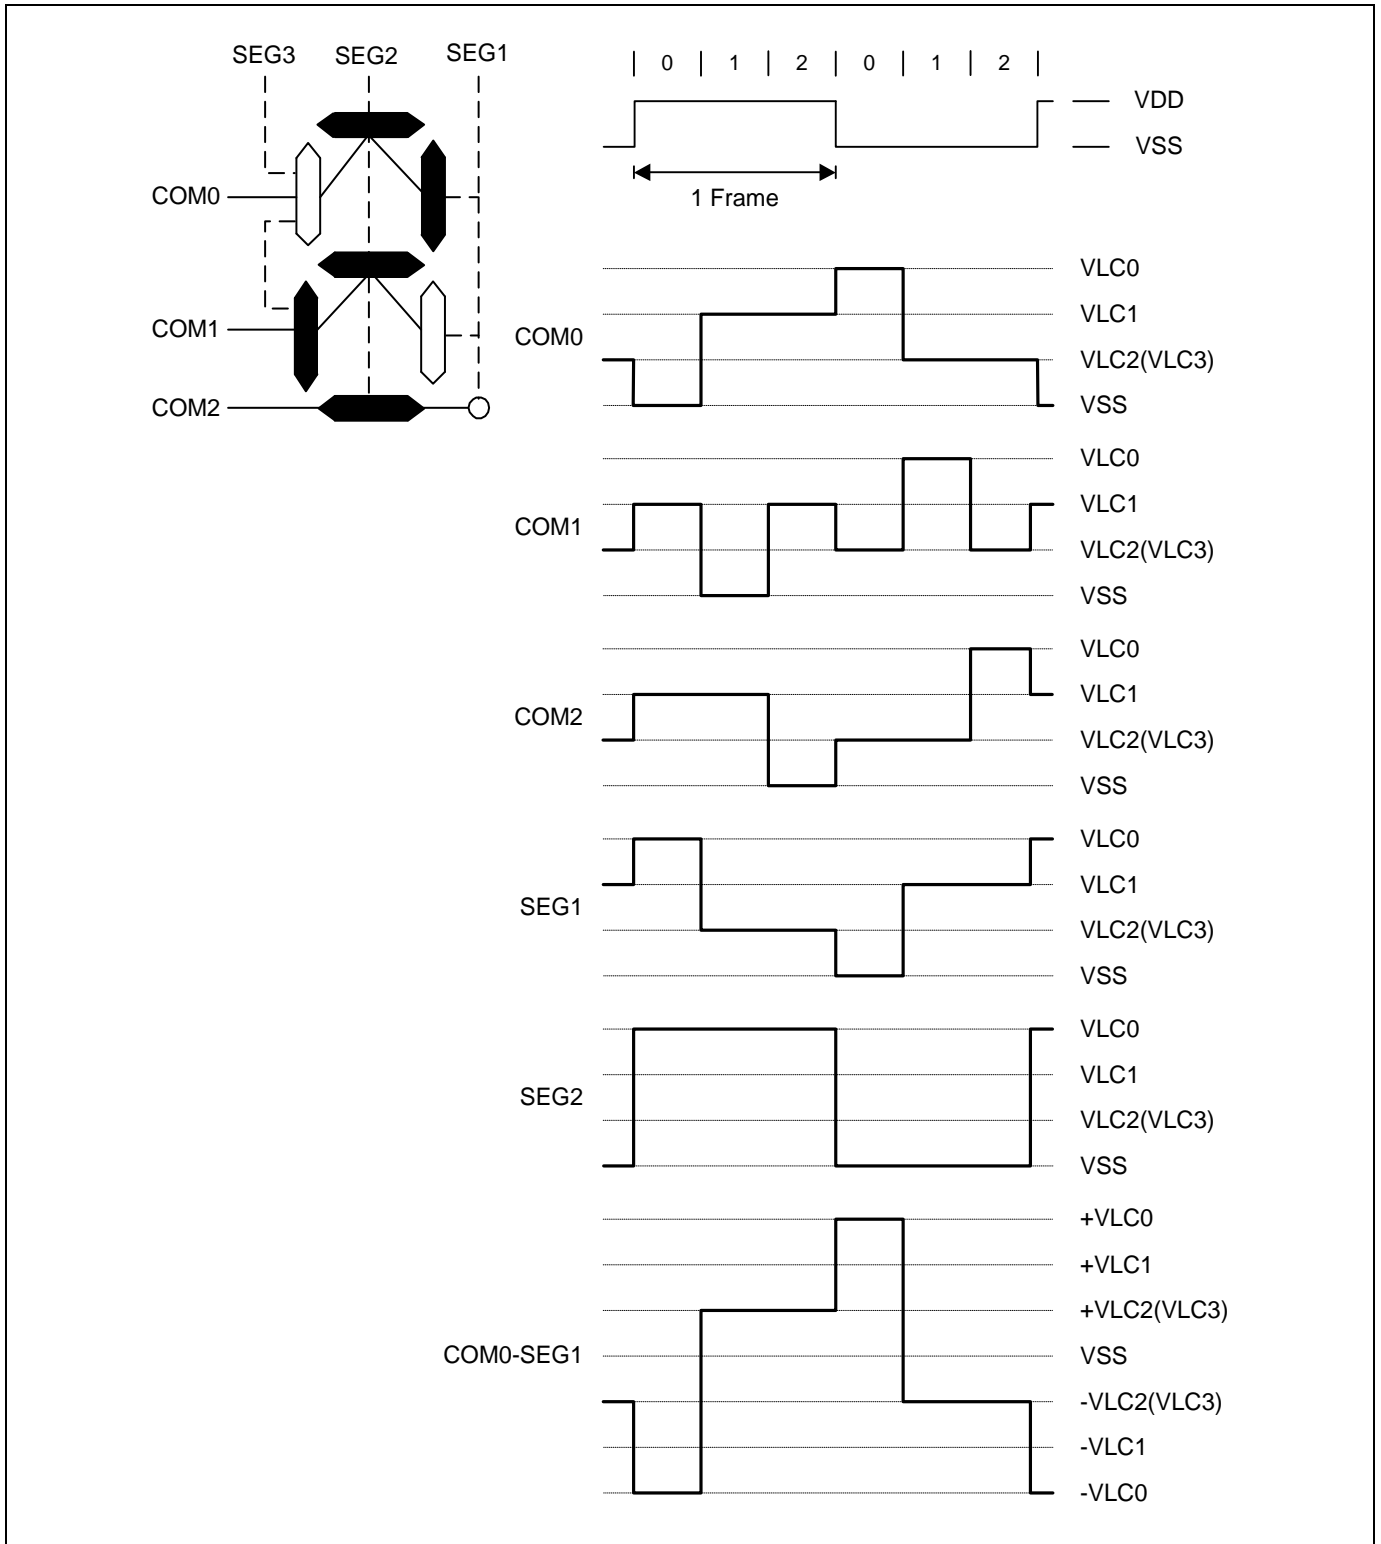 SEG3 SEG2 SEG1
COM0
COM1
COM2
0 1 2 0 1 2
VDD
VSS
1 Frame
COM0
VLC0
VLC1
VLC2(VLC3)
VSS
COM1
VLC0
VLC1
VLC2(VLC3)
VSS
COM2
VLC0
VLC1
VLC2(VLC3)
VSS
SEG1
VLC0
VLC1
VLC2(VLC3)
VSS
SEG2
VLC0
VLC1
VLC2(VLC3)
VSS
COM0-SEG1
+VLC0
+VLC1
+VLC2(VLC3)
VSS
-VLC2(VLC3)
-VLC1
-VLC0